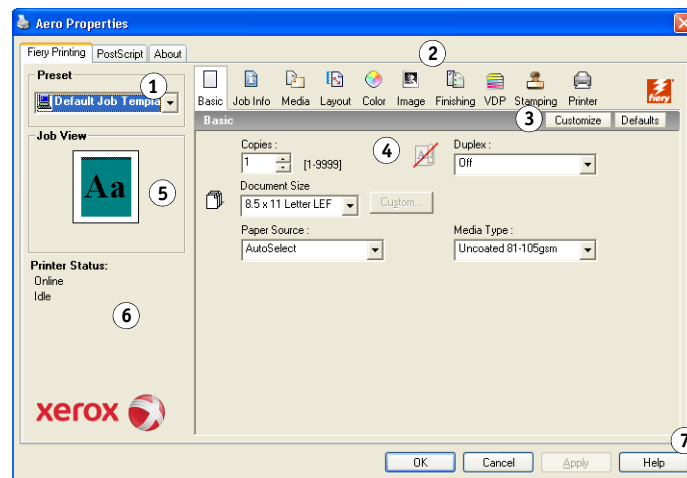 Aero Properties
Fiery Printing PostScript About
2
Preset
1
Default Job Templa
Basic Job Info Media Layout Color Image Finishing VDP Stamping Printer
fiery
Basic
3
Customize Defaults
Job View
Aa
5
Copies :
1
[1-9999]
4
Duplex :
Off
Document Size
8.5 x 11 Letter LEF
Custom...
Paper Source :
AutoSelect
Media Type :
Uncoated 81-105gsm
Printer Status:
Online
Idle
6
xerox
7
OK Cancel Apply Help